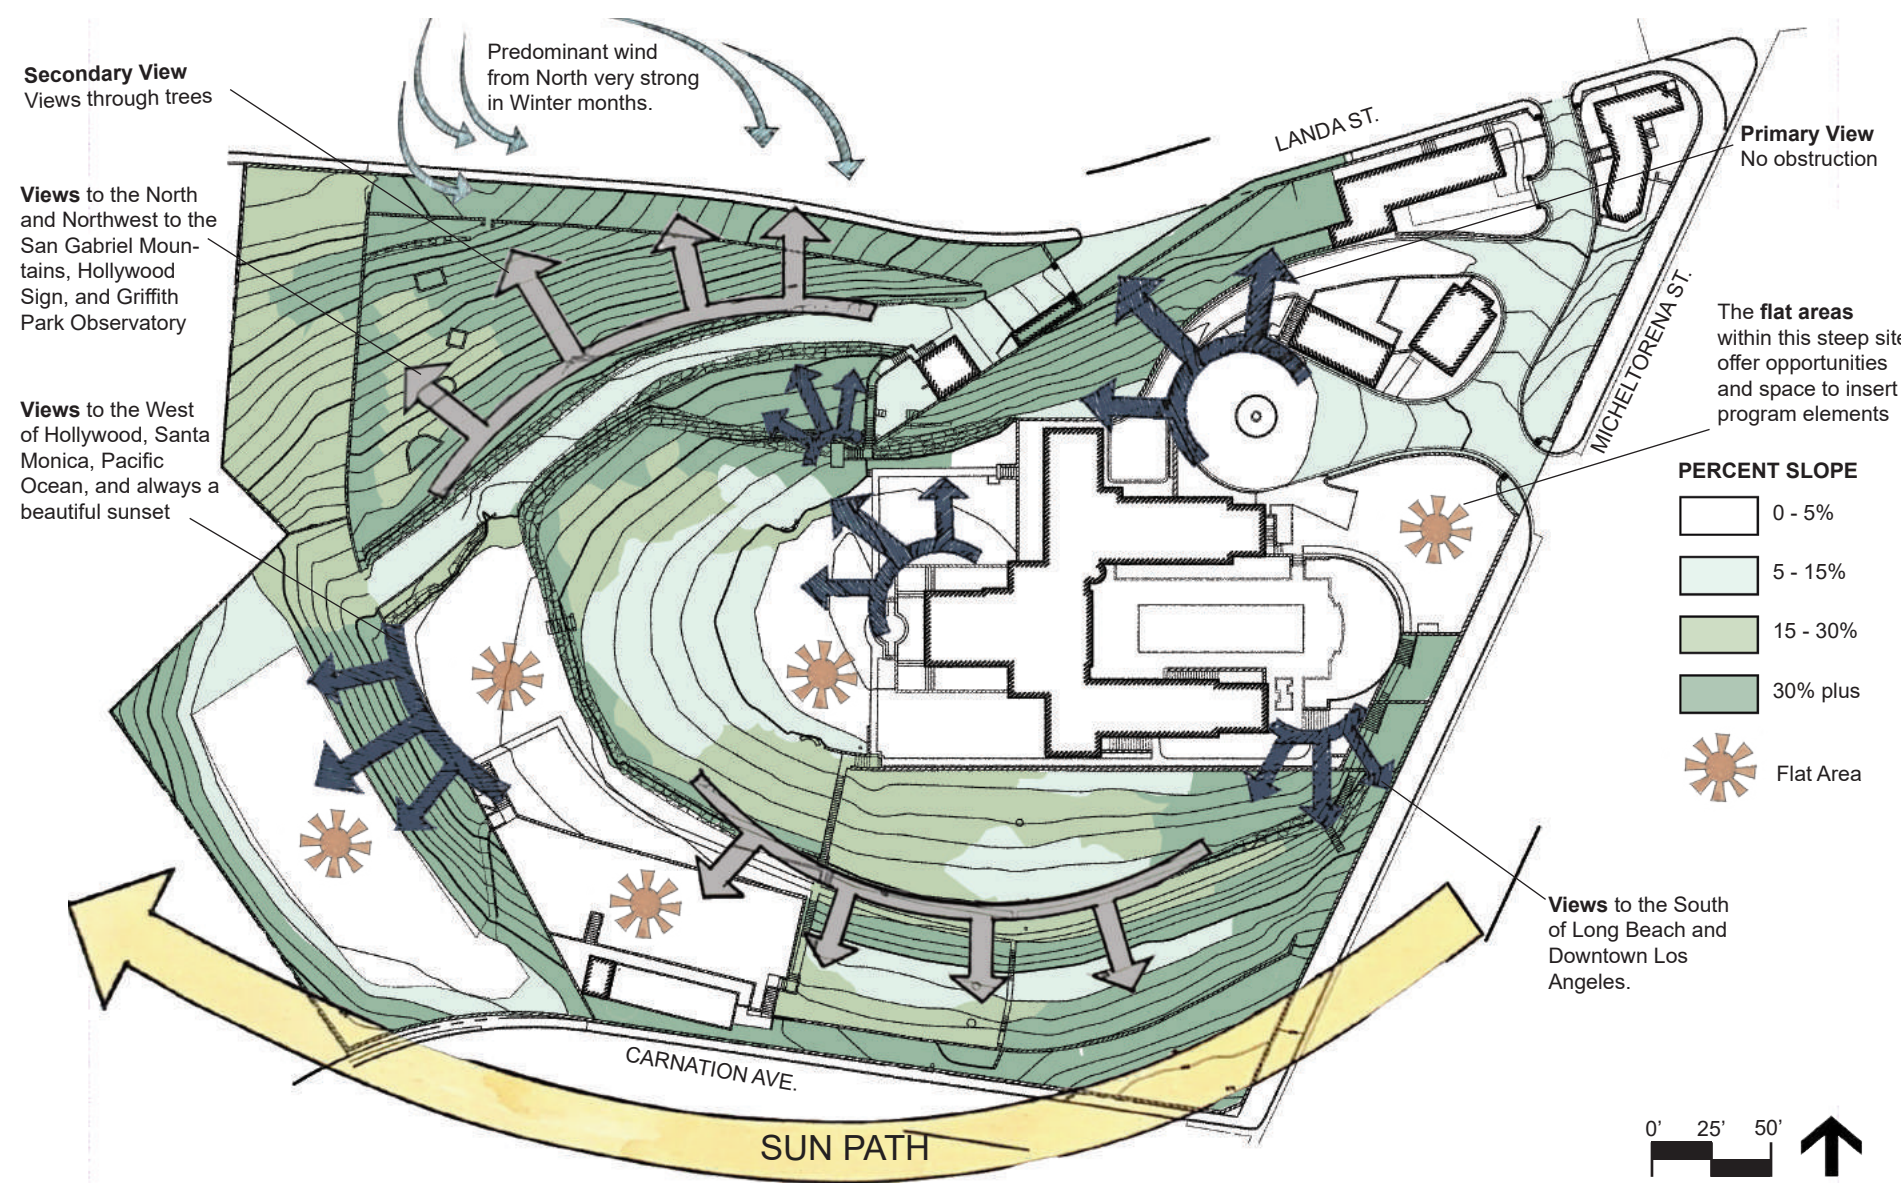 Secondary View
Views through trees
Predominant wind
from North very strong
in Winter months.
LANDA ST.
Primary View
No obstruction
Views to the North
and Northwest to the
San Gabriel Moun-
tains, Hollywood
Sign, and Griffith
Park Observatory
MICHELTORENA ST.
The flat areas
within this steep site
offer opportunities
and space to insert
program elements
Views to the West
of Hollywood, Santa
Monica, Pacific
Ocean, and always a
beautiful sunset
PERCENT SLOPE
0 - 5%
5 - 15%
15 - 30%
30% plus
Flat Area
Views to the South
of Long Beach and
Downtown Los
Angeles.
CARNATION AVE.
SUN PATH
0' 25' 50'